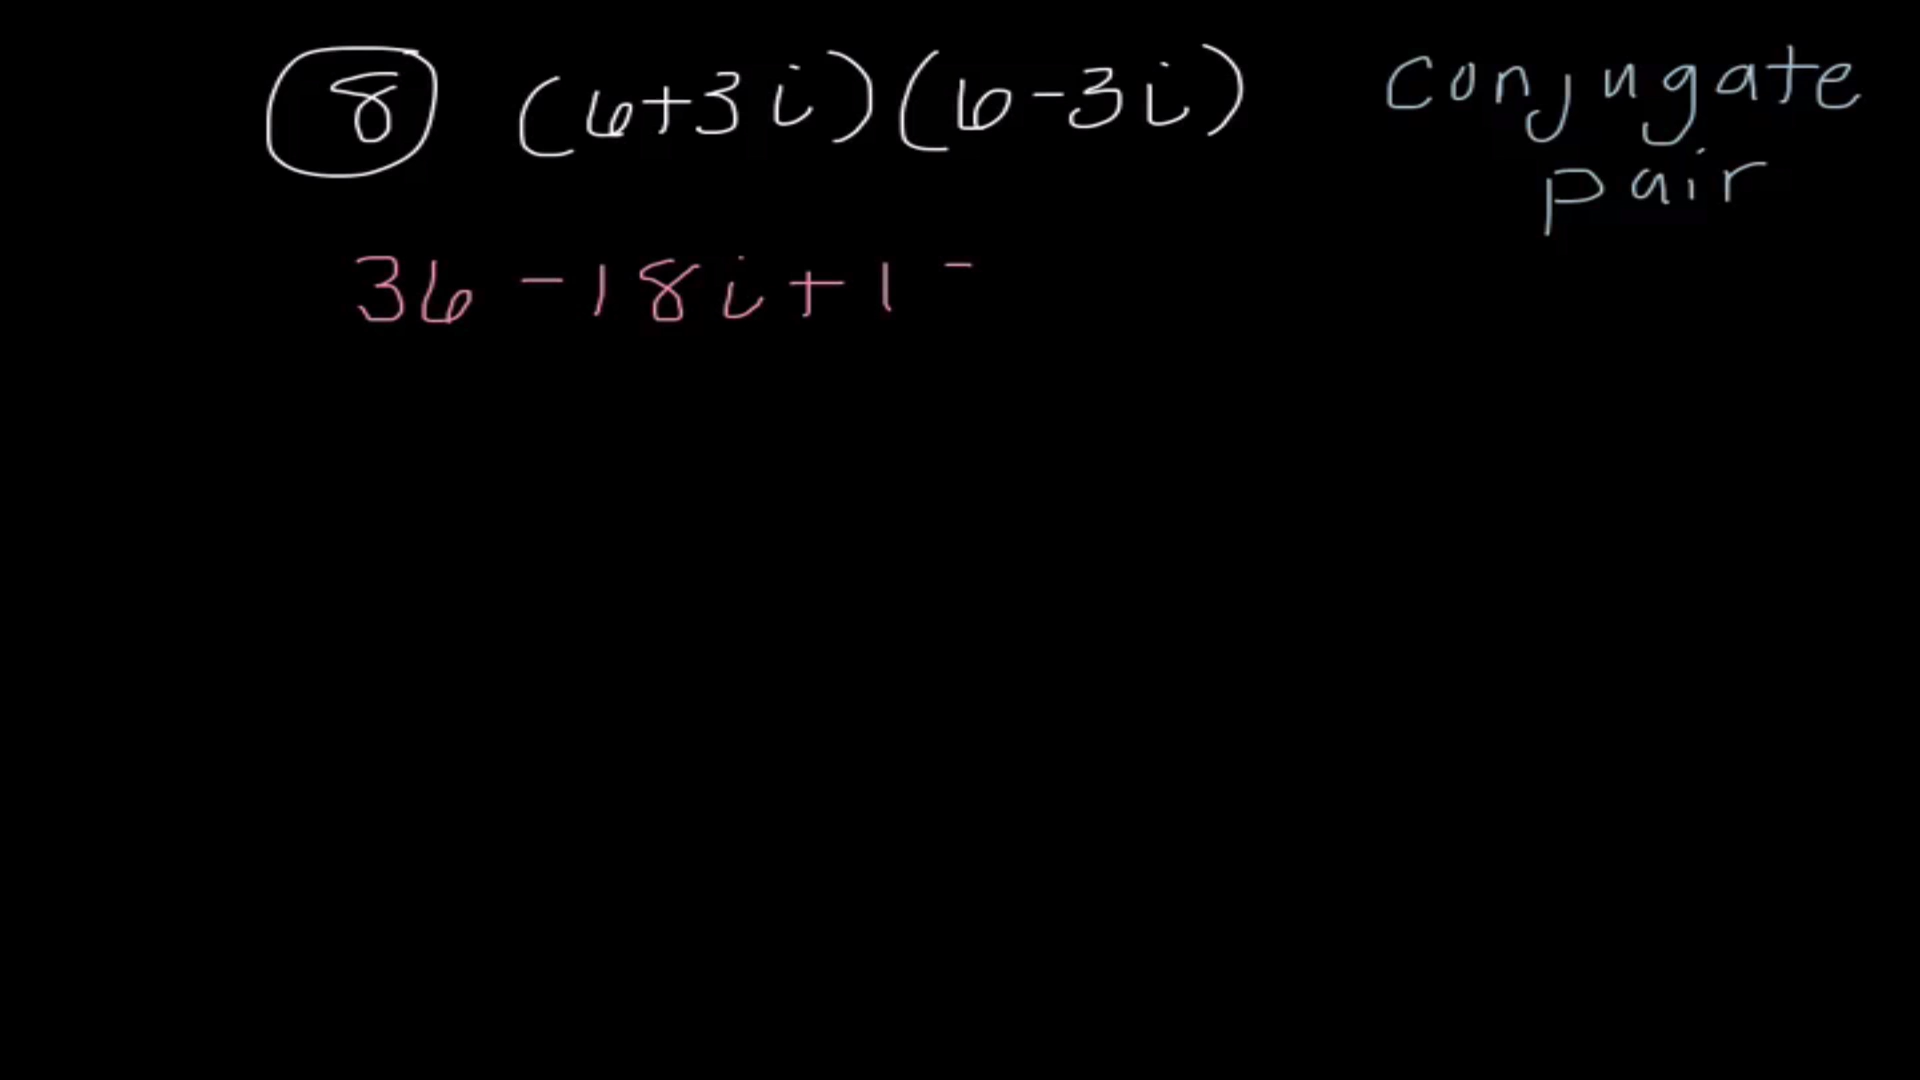 8 (6+3i)(6-3i) conjugate
pair
36 - 18i + 1